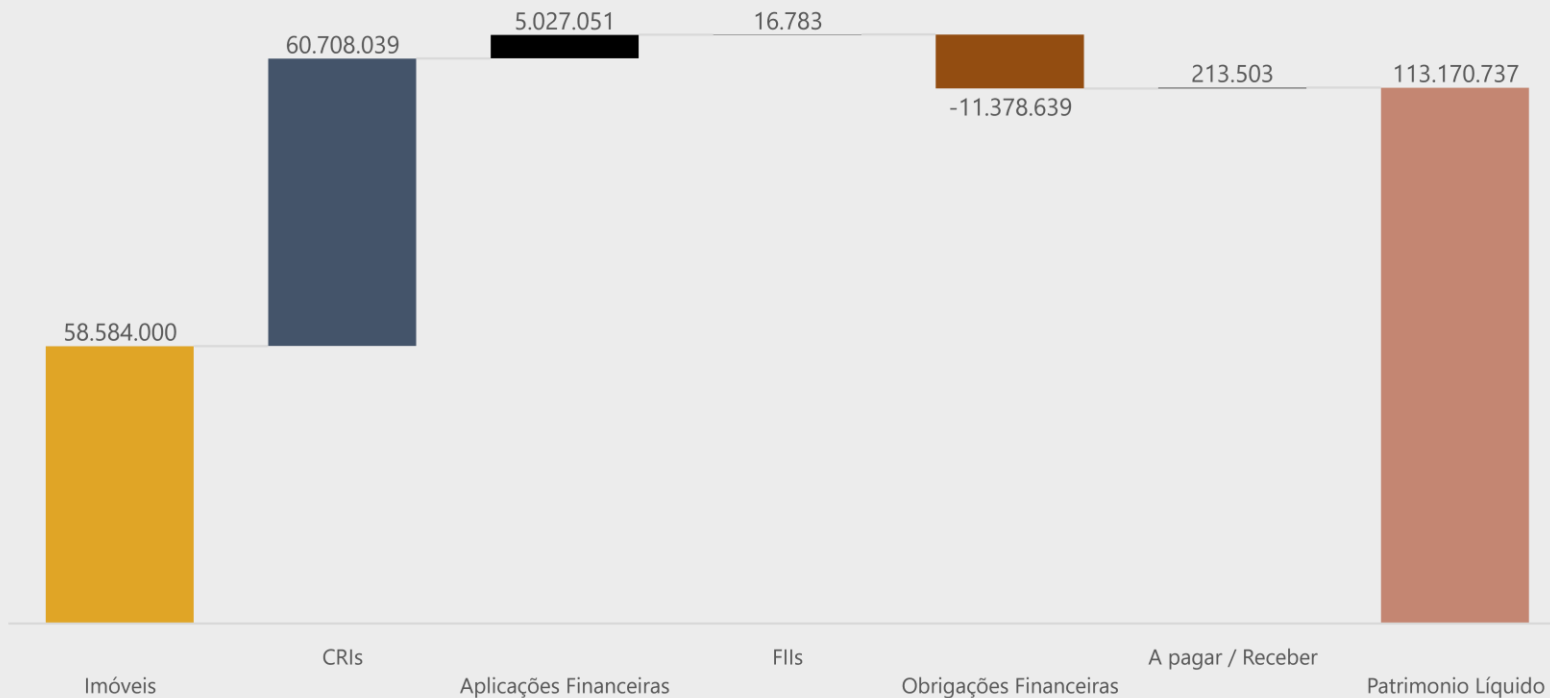 5.027.051
16.783
60.708.039
213.503
113.170.737
-11.378.639
58.584.000
CRIs
FIIs
A pagar / Receber
Imóveis
Aplicações Financeiras
Obrigações Financeiras
Patrimonio Líquido